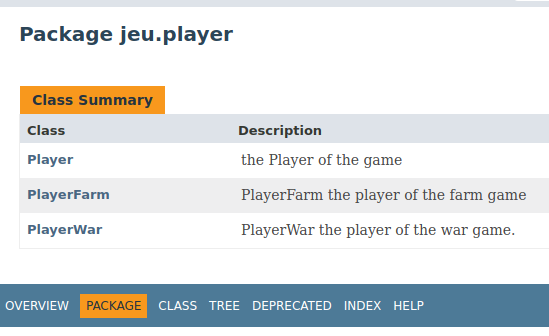 Package jeu.player
Class Summary
Class Description
Player the Player of the game
PlayerFarm PlayerFarm the player of the farm game
PlayerWar PlayerWar the player of the war game.
OVERVIEW PACKAGE CLASS TREE DEPRECATED INDEX HELP